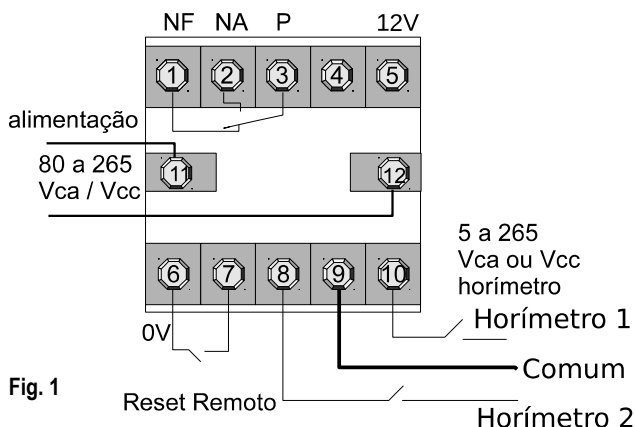 NF NA P 12V
1 2 3 4 5
alimentação
80 a 265
Vca / Vcc
11 12
5 a 265
Vca ou Vcc
horímetro
6 7 8 9 10
0V
Horímetro 1
Comum
Fig. 1
Reset Remoto
Horímetro 2